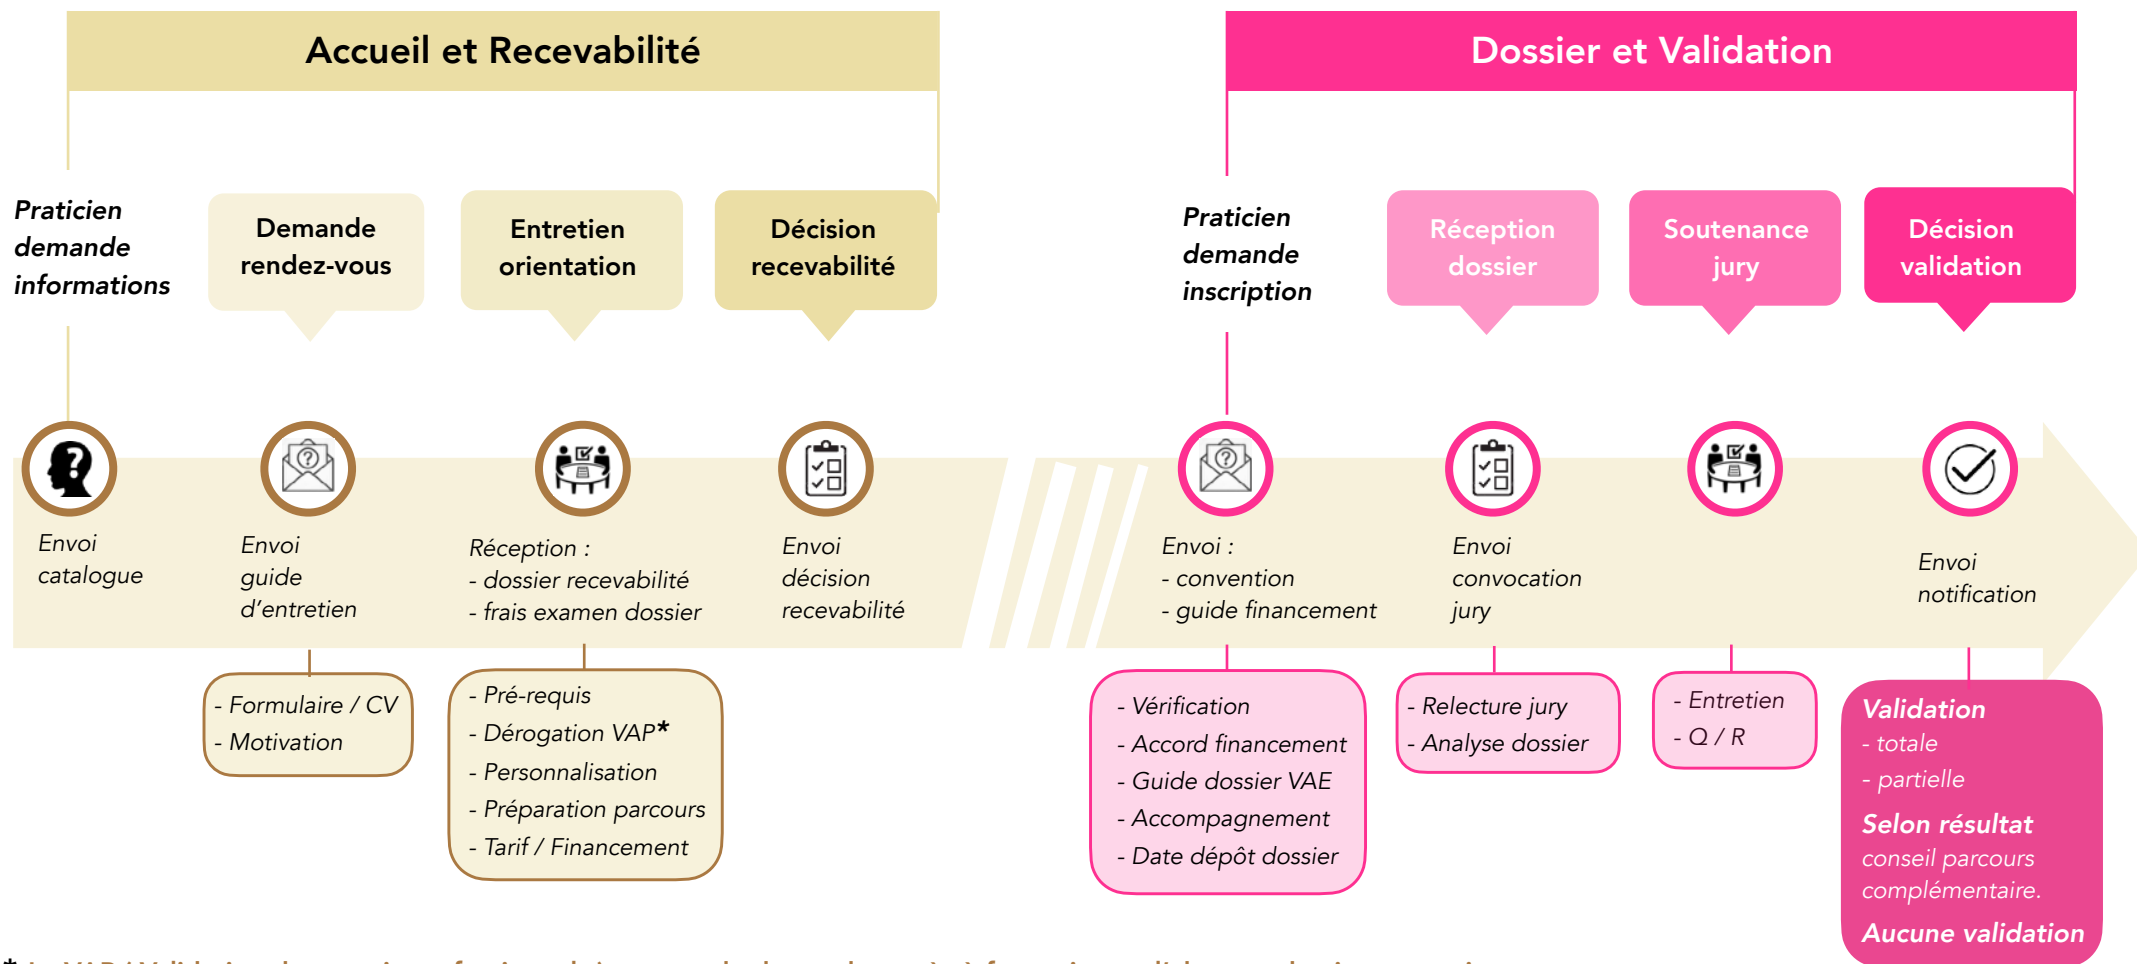 Accueil et Recevabilité
Dossier et Validation
Praticien
demande
informations
Demande
rendez-vous
Entretien
orientation
Décision
recevabilité
Praticien
demande
inscription
Réception
dossier
Soutenance
jury
Décision
validation
Envoi
catalogue
Envoi
guide
d'entretien
Réception :
- dossier recevabilité
- frais examen dossier
Envoi
décision
recevabilité
Envoi :
- convention
- guide financement
Envoi
convocation
jury
Envoi
notification
- Formulaire / CV
- Motivation
- Pré-requis
- Dérogation VAP*
- Personnalisation
- Préparation parcours
- Tarif / Financement
- Vérification
- Accord financement
- Guide dossier VAE
- Accompagnement
- Date dépôt dossier
- Relecture jury
- Analyse dossier
- Entretien
- Q / R
Validation
- totale
- partielle
Selon résultat
conseil parcours
complémentaire.
Aucune validation